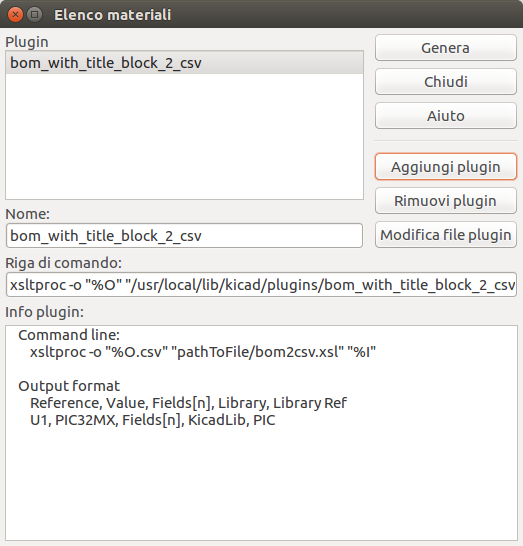 Elenco materiali
Plugin
bom_with_title_block_2_csv
Genera
Chiudi
Aiuto
Aggiungi plugin
Rimuovi plugin
Modifica file plugin
Nome:
bom_with_title_block_2_csv
Riga di comando:
xsltproc -o "%O" "/usr/local/lib/kicad/plugins/bom_with_title_block_2_csv
Info plugin:
Command line:
xsltproc -o "%O.csv" "pathToFile/bom2csv.xsl" "%I"
Output format
Reference, Value, Fields[n], Library, Library Ref
U1, PIC32MX, Fields[n], KicadLib, PIC